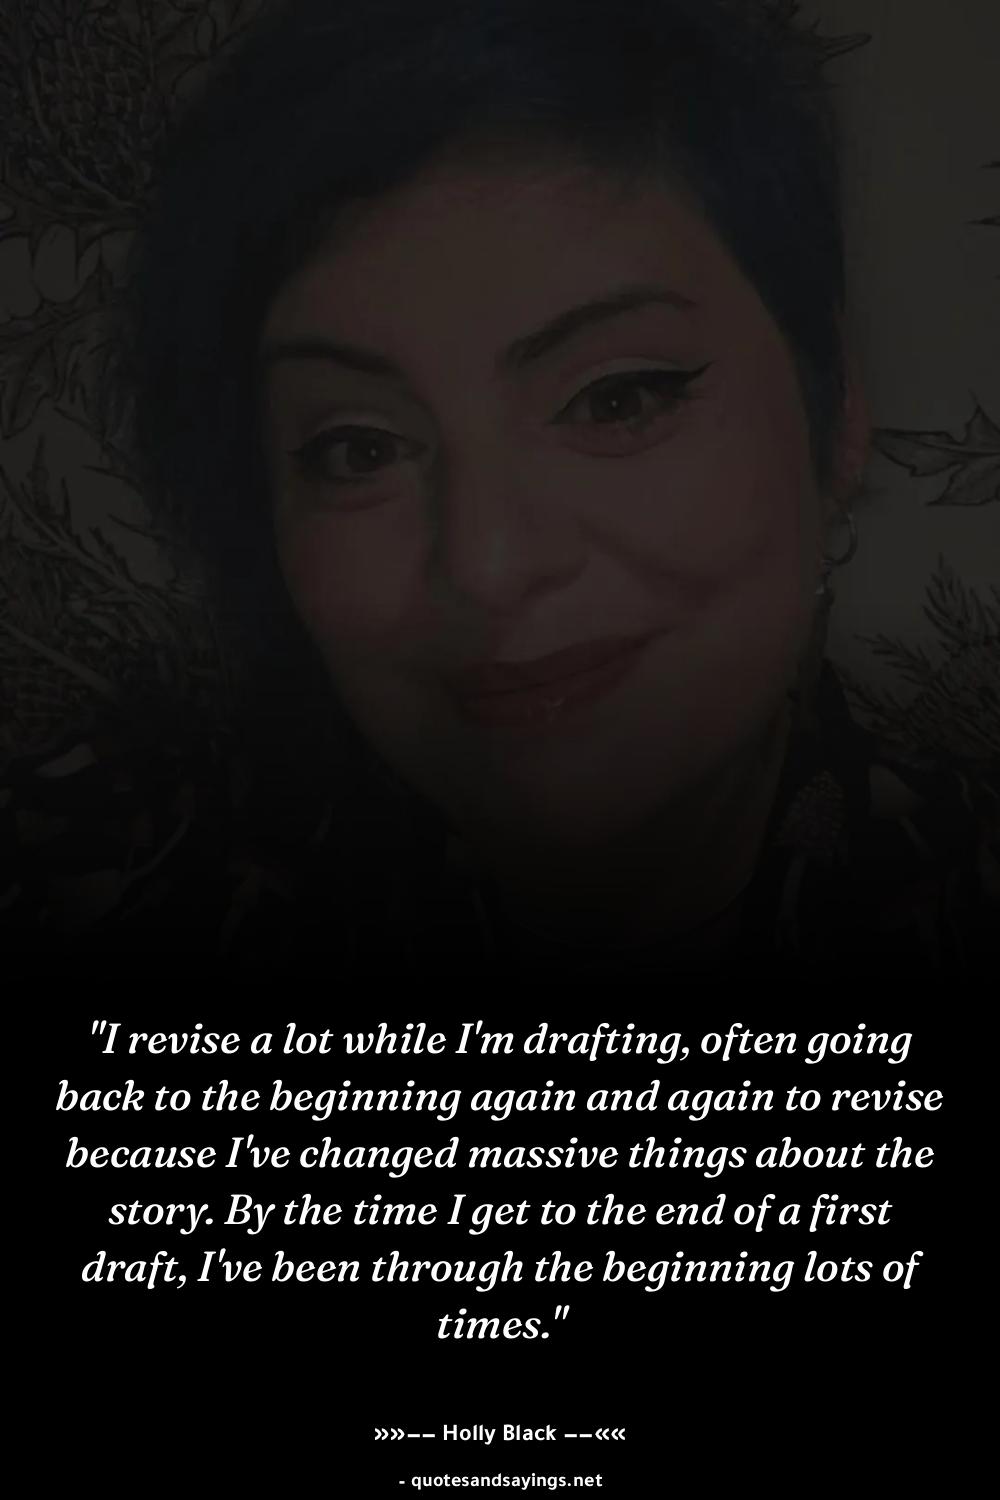 "I revise a lot while I'm drafting, often going
back to the beginning again and again to revise
because I've changed massive things about the
story. By the time I get to the end of a first
draft, I've been through the beginning lots of
times."
»»–– Holly Black ––««
- quotesandsayings.net